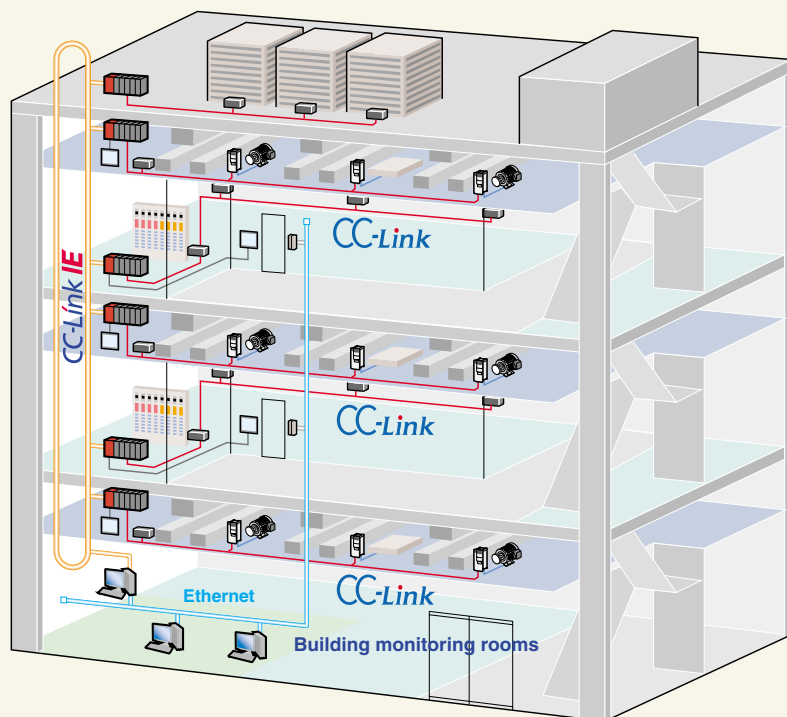 CC-Link IE
CC-Link
CC-Link
CC-Link
Ethernet
Building monitoring rooms